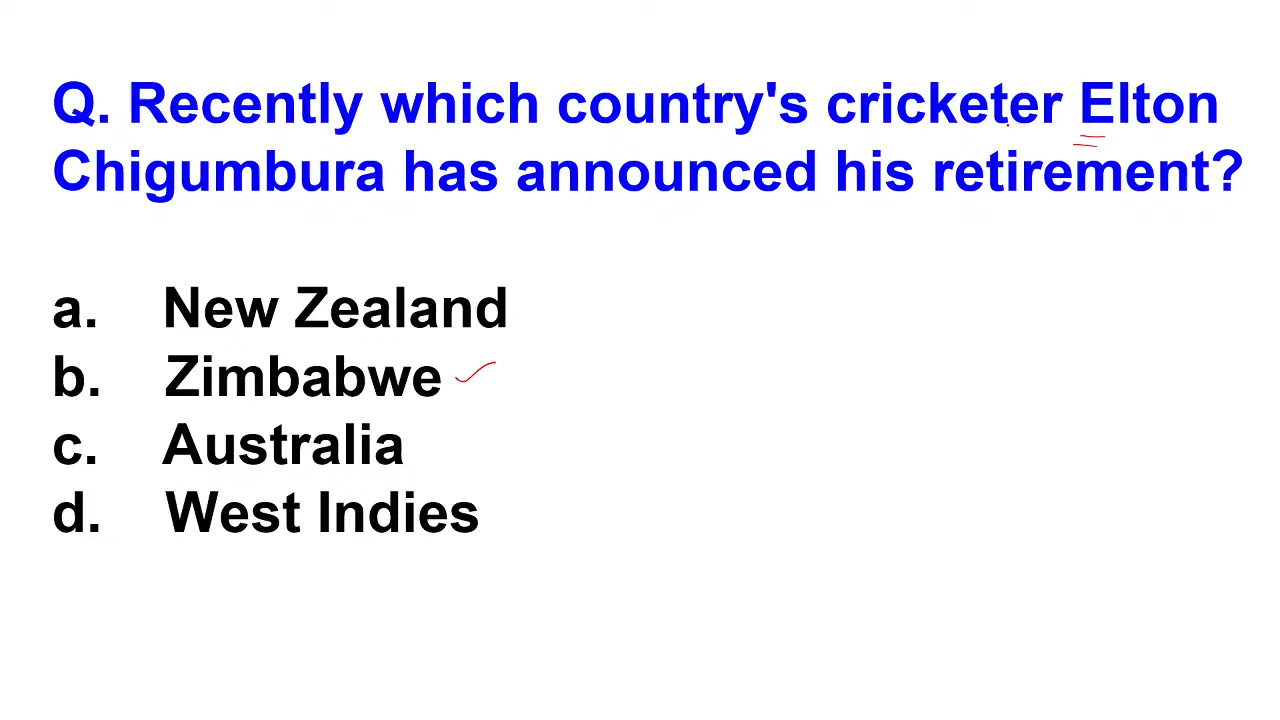 Q. Recently which country's cricketer Elton
Chigumbura has announced his retirement?
a. New Zealand
b. Zimbabwe
c. Australia
d. West Indies